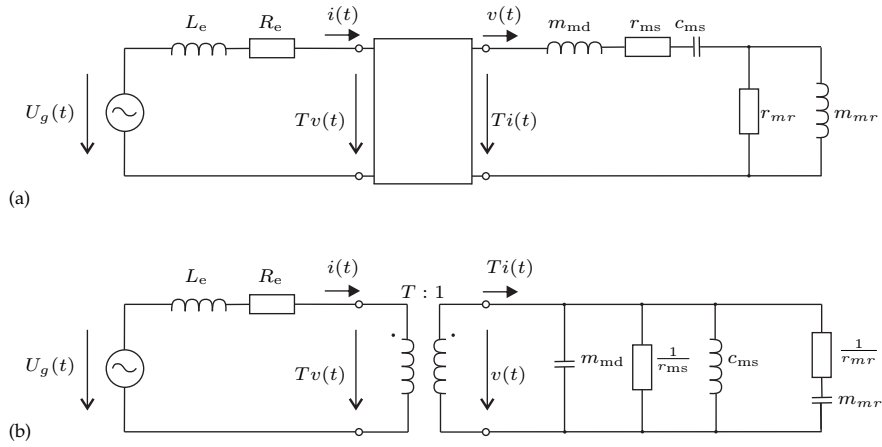 L_e R_e i(t) v(t) m_md r_ms c_ms
U_g(t) Tv(t) Ti(t) r_mr m_mr
(a)
L_e R_e i(t) T : 1 Ti(t)
U_g(t) Tv(t) v(t) m_md 1/r_ms c_ms 1/r_mr
m_mr
(b)